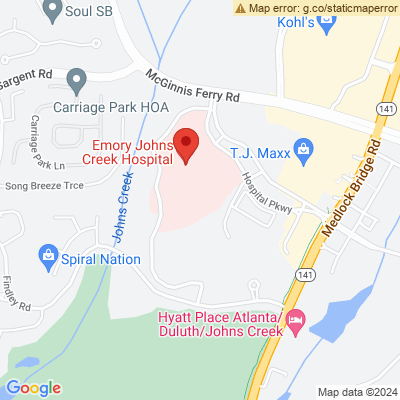 Map error: g.co/staticmaperror
Soul SB
Kohl's
Sargent Rd
McGinnis Ferry Rd
Carriage Park HOA
141
Carriage Park Ln
Emory Johns
Creek Hospital
T.J. Maxx
Medlock Bridge Rd
Song Breeze Trce
Hospital Pkwy
Johns Creek
Spiral Nation
141
Findley Rd
Hyatt Place Atlanta/
Duluth/Johns Creek
Google
Map data ©2024